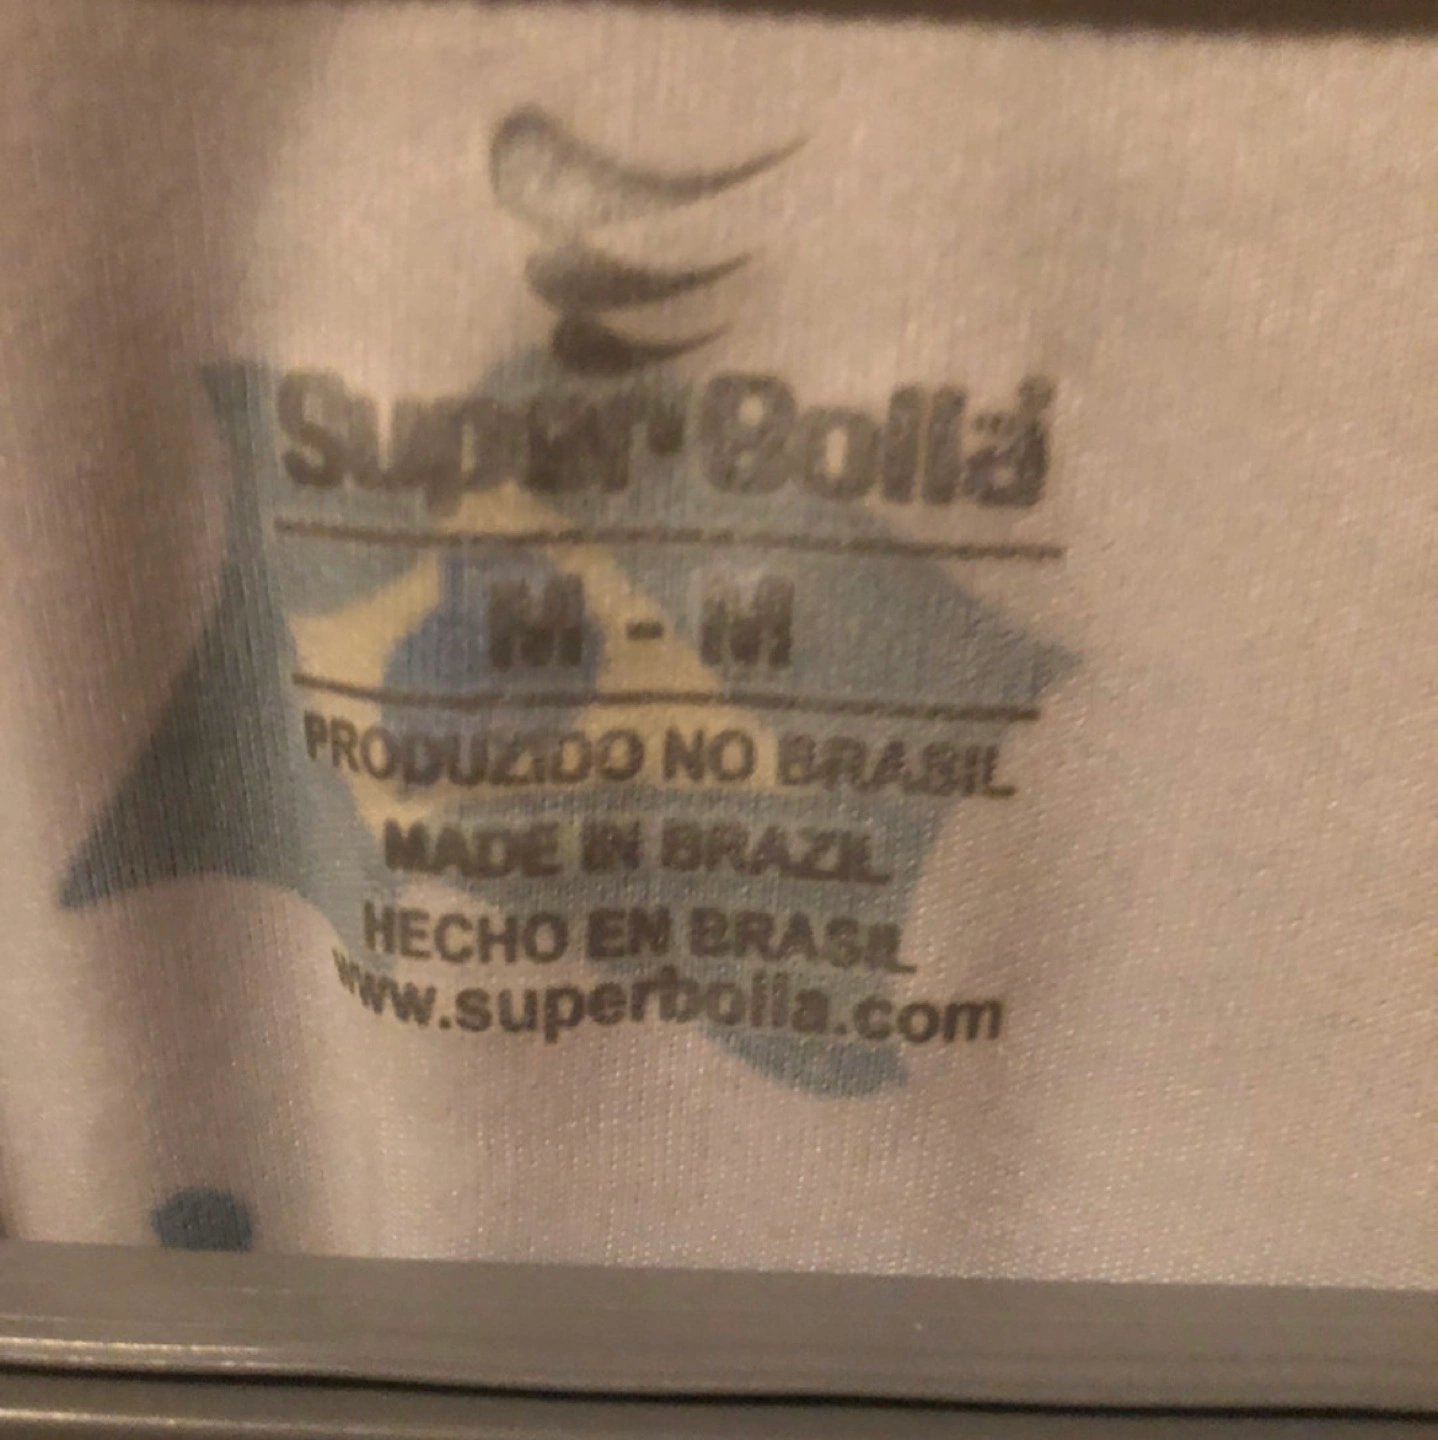 Super Bolla
M - M
PRODUZIDO NO BRASIL
MADE IN BRAZIL
HECHO EN BRASIL
www.superbolla.com